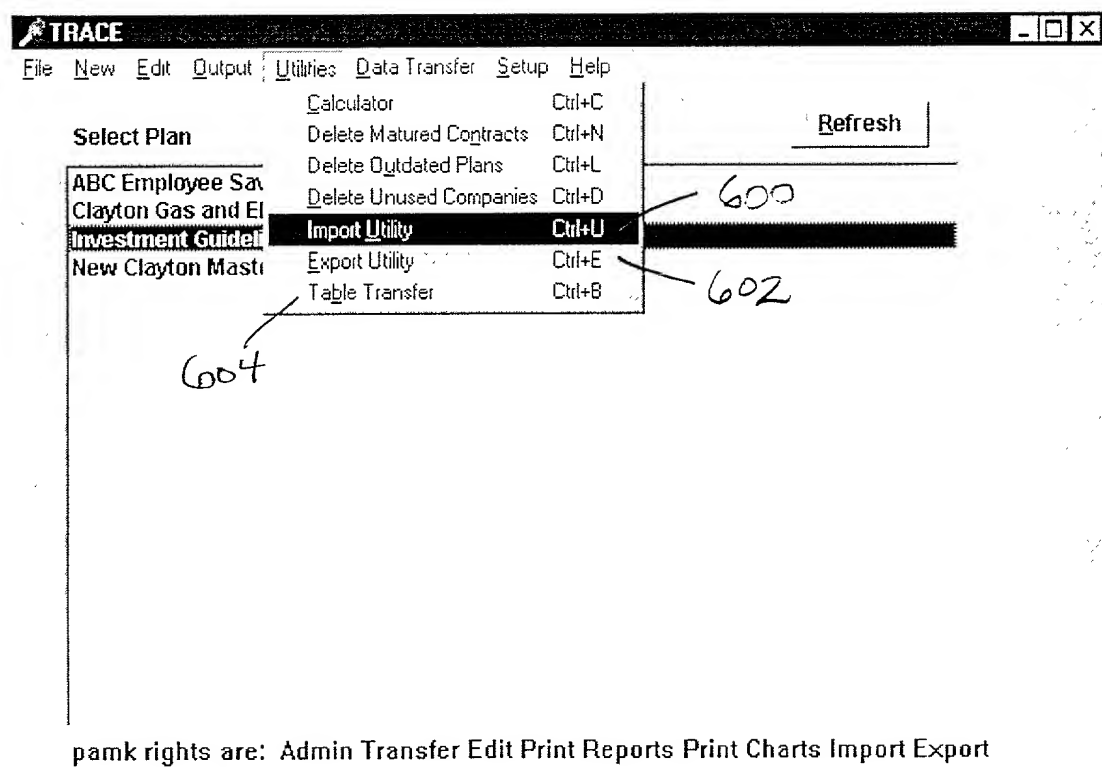 TRACE
File New Edit Output Utilities Data Transfer Setup Help
Calculator Ctrl+C
Select Plan Delete Matured Contracts Ctrl+N Refresh
Delete Outdated Plans Ctrl+L
ABC Employee Sav Delete Unused Companies Ctrl+D 600
Clayton Gas and El
Investment Guideli Import Utility Ctrl+U
New Clayton Mast Export Utility Ctrl+E
Table Transfer Ctrl+B 602
604
pamk rights are: Admin Transfer Edit Print Reports Print Charts Import Export